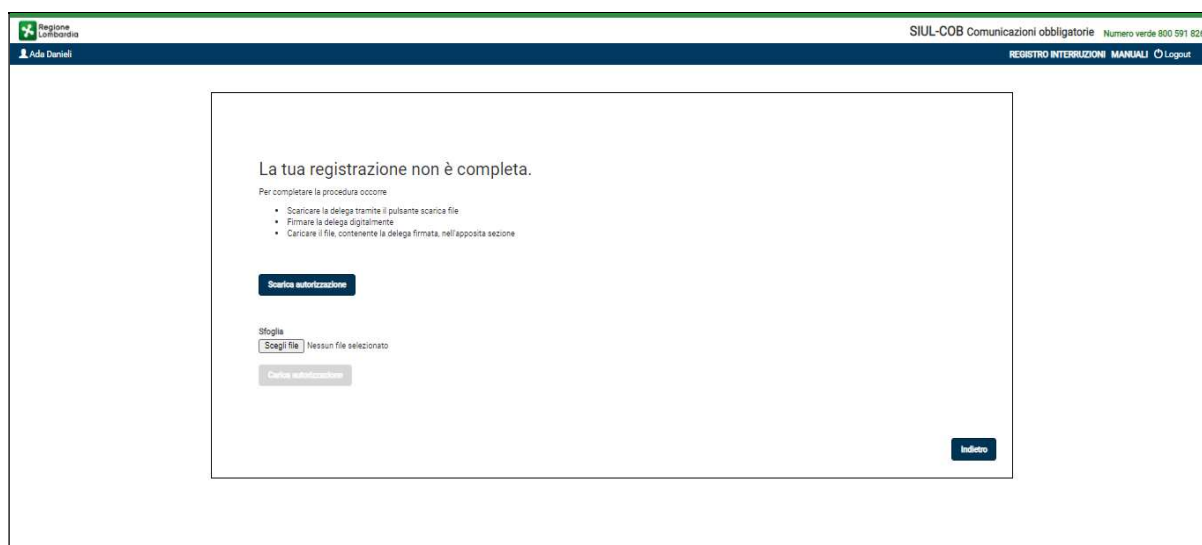 Regione
Lombardia
SIUL-COB Comunicazioni obbligatorie Numero verde 800 591 826
Ada Danieli
REGISTRO INTERRUZIONI MANUALI Logout
La tua registrazione non è completa.
Per completare la procedura occorre
• Scaricare la delega tramite il pulsante scarica file
• Firmare la delega digitalmente
• Caricare il file, contenente la delega firmata, nell'apposita sezione
Scarica autorizzazione
Sfoglia
Scegli file Nessun file selezionato
Carica autorizzazione
Indietro